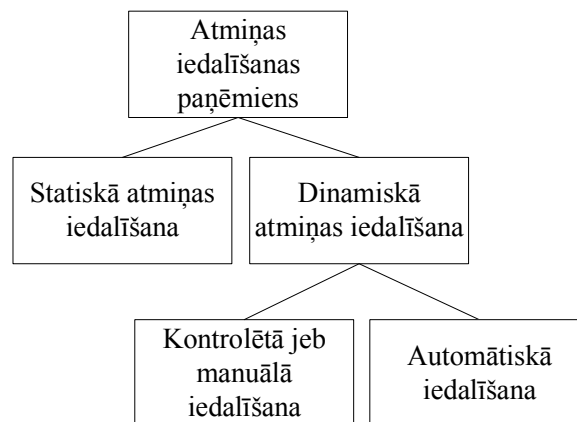 Atmiņas
iedalīšanas
paņēmiens
Statiskā atmiņas
iedalīšana
Dinamiskā
atmiņas iedalīšana
Kontrolētā jeb
manuālā
iedalīšana
Automātiskā
iedalīšana